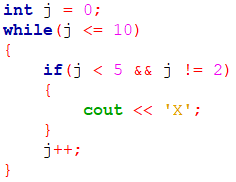 int j = 0;
while(j <= 10)
{
    if(j < 5 && j != 2)
    {
        cout << 'X';
    }
    j++;
}